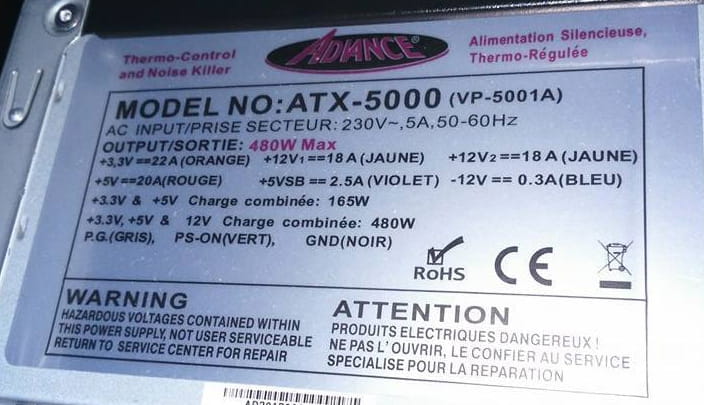 Thermo-Control
and Noise Killer
ADVANCE®
Alimentation Silencieuse,
Thermo-Régulée
MODEL NO:ATX-5000 (VP-5001A)
AC INPUT/PRISE SECTEUR: 230V~,5A,50-60Hz
OUTPUT/SORTIE: 480W Max
+3,3V==22A(ORANGE) +12V1==18A(JAUNE) +12V2==18A(JAUNE)
+5V==20A(ROUGE) +5VSB == 2.5A(VIOLET) -12V == 0.3A(BLEU)
+3.3V & +5V Charge combinée: 165W
+3.3V, +5V & 12V Charge combinée: 480W
P.G.(GRIS), PS-ON(VERT), GND(NOIR)
RoHS
CE
WARNING
HAZARDOUS VOLTAGES CONTAINED WITHIN
THIS POWER SUPPLY, NOT USER SERVICEABLE
RETURN TO SERVICE CENTER FOR REPAIR
ATTENTION
PRODUITS ELECTRIQUES DANGEREUX !
NE PAS L' OUVRIR, LE CONFIER AU SERVICE
SPECIALISE POUR LA REPARATION